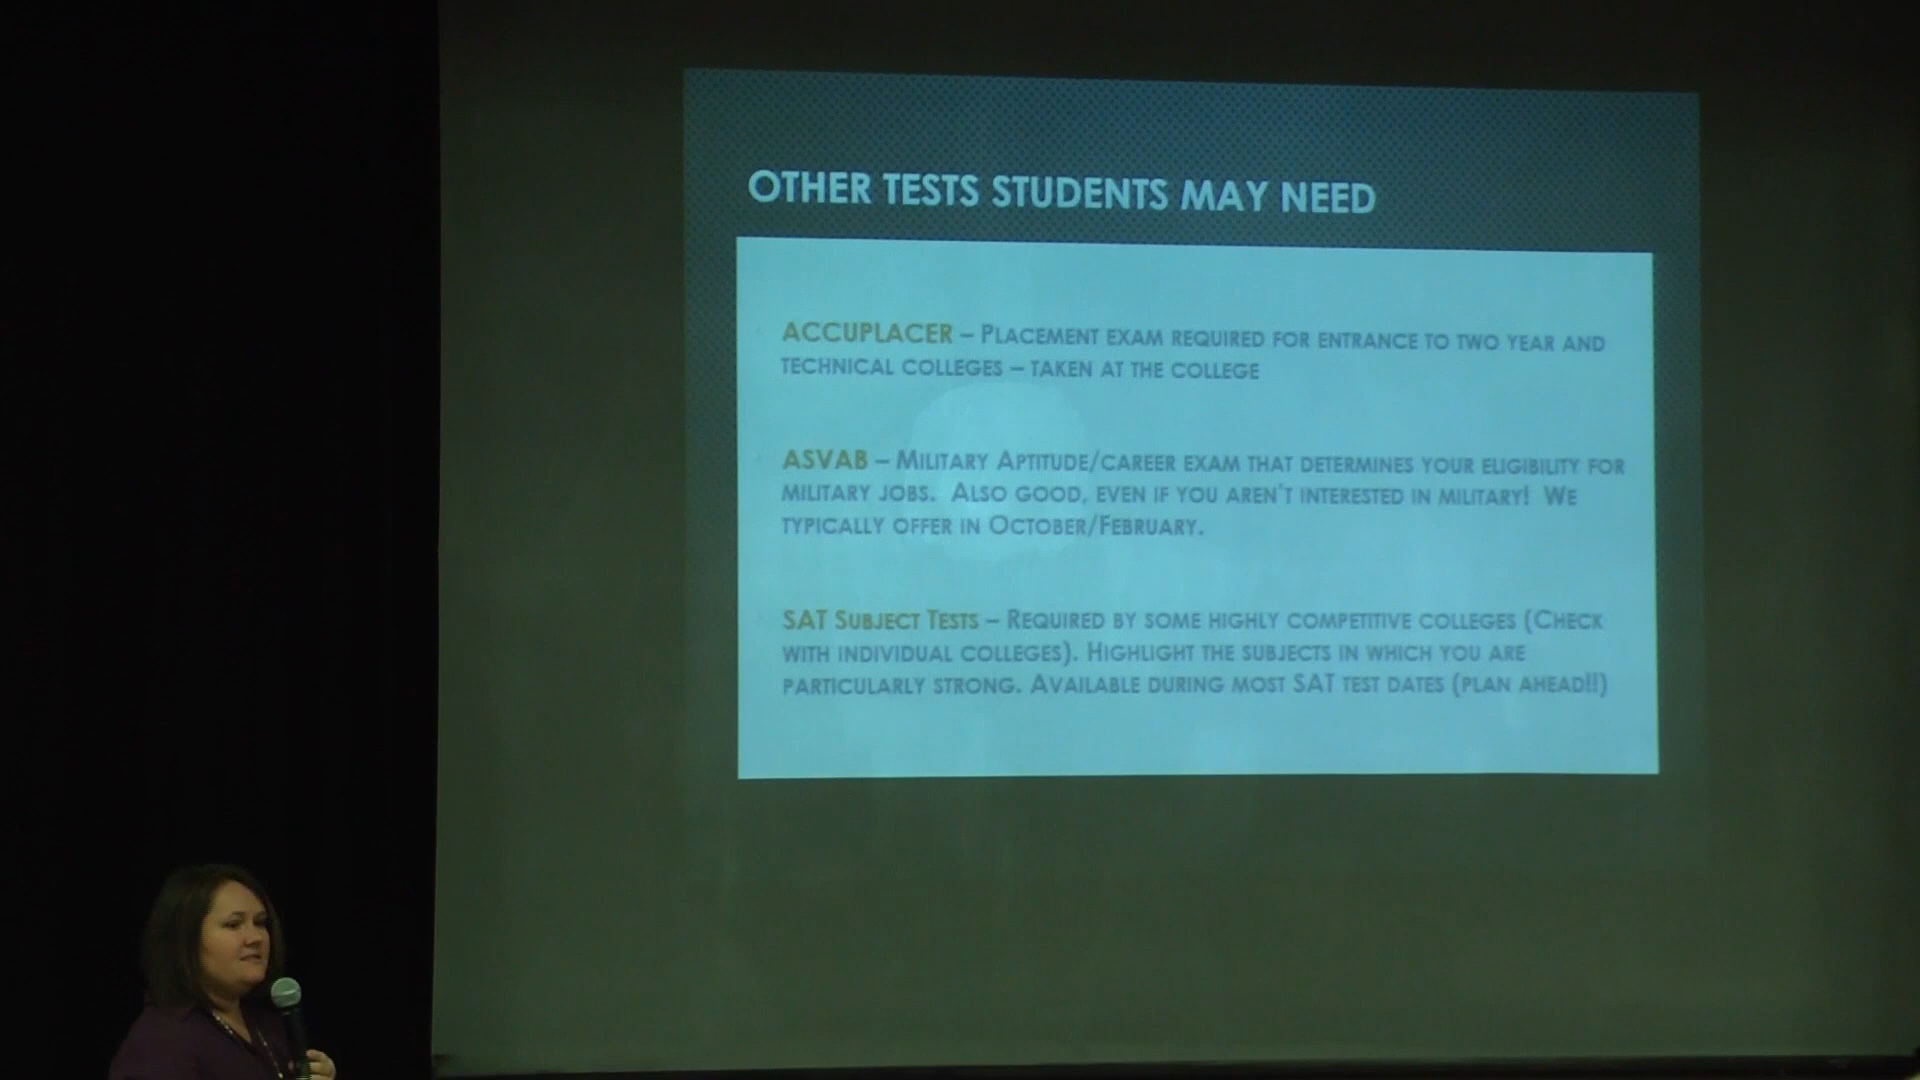 OTHER TESTS STUDENTS MAY NEED
ACCUPLACER – PLACEMENT EXAM REQUIRED FOR ENTRANCE TO TWO YEAR AND
TECHNICAL COLLEGES – TAKEN AT THE COLLEGE
ASVAB – MILITARY APTITUDE/CAREER EXAM THAT DETERMINES YOUR ELIGIBILITY FOR
MILITARY JOBS. ALSO GOOD, EVEN IF YOU AREN'T INTERESTED IN MILITARY! WE
TYPICALLY OFFER IN OCTOBER/FEBRUARY.
SAT SUBJECT TESTS – REQUIRED BY SOME HIGHLY COMPETITIVE COLLEGES (CHECK
WITH INDIVIDUAL COLLEGES). HIGHLIGHT THE SUBJECTS IN WHICH YOU ARE
PARTICULARLY STRONG. AVAILABLE DURING MOST SAT TEST DATES (PLAN AHEAD!!)